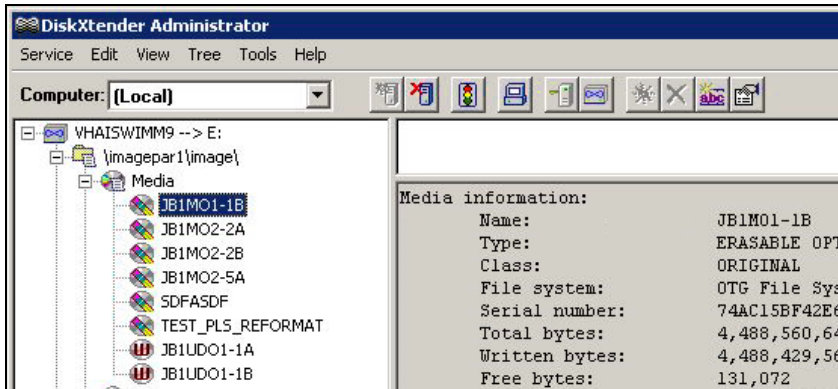 DiskXtender Administrator
Service Edit View Tree Tools Help
Computer: (Local)
abc
VHAISWIMM9 --> E:
\imagepar1\image\
Media
JB1MO1-1B
JB1MO2-2A
JB1MO2-2B
JB1MO2-5A
SDFASDF
TEST_PLS_REFORMAT
JB1UDO1-1A
JB1UDO1-1B
Media information:
Name: JB1MO1-1B
Type: ERASABLE OPT
Class: ORIGINAL
File system: OTG File Sys
Serial number: 74AC15BF42E6
Total bytes: 4,488,560,64
Written bytes: 4,488,429,56
Free bytes: 131,072